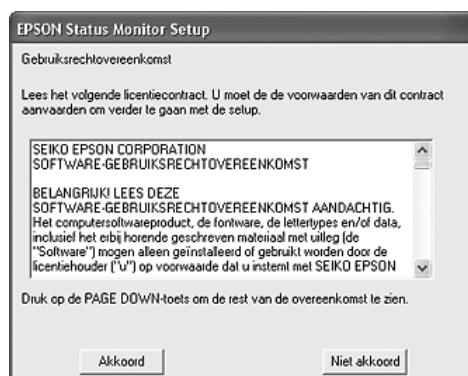 EPSON Status Monitor Setup
Gebruiksrechtovereenkomst
Lees het volgende licentiecontract. U moet de de voorwaarden van dit contract
aanvaarden om verder te gaan met de setup.
SEIKO EPSON CORPORATION
SOFTWARE-GEBRUIKSRECHTOVEREENKOMST
BELANGRIJK! LEES DEZE
SOFTWARE-GEBRUIKSRECHTOVEREENKOMST AANDACHTIG.
Het computersoftwareproduct, de fontware, de lettertypes en/of data,
inclusief het erbij horende geschreven materiaal met uitleg (de
"Software") mogen alleen geïnstalleerd of gebruikt worden door de
licentiehouder ("u") op voorwaarde dat u instemt met SEIKO EPSON
Druk op de PAGE DOWN-toets om de rest van de overeenkomst te zien.
Akkoord
Niet akkoord